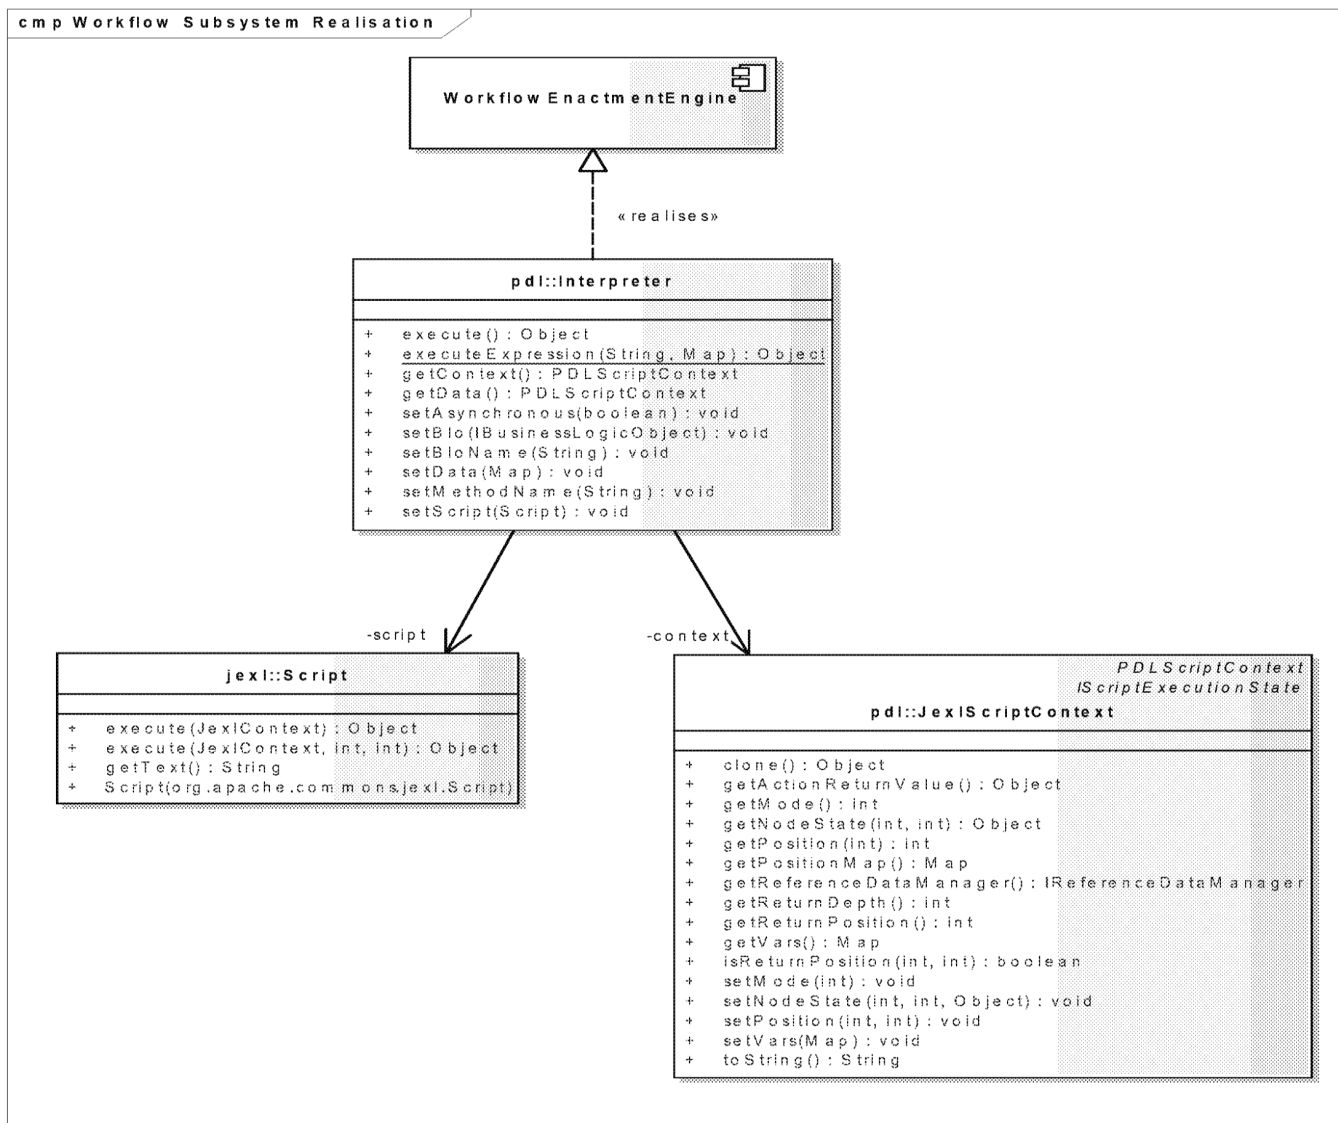 cmp Workflow Subsystem Realisation
WorkflowEnactmentEngine
«realises»
pdl::Interpreter
+ execute() : Object
+ executeExpression(String, Map) : Object
+ getContext() : PDLScriptContext
+ getData() : PDLScriptContext
+ setAsynchronous(boolean) : void
+ setBlo(IBusinessLogicObject) : void
+ setBloName(String) : void
+ setData(Map) : void
+ setMethodName(String) : void
+ setScript(Script) : void
-script
-context
jexl::Script
+ execute(JexlContext) : Object
+ execute(JexlContext, int, int) : Object
+ getText() : String
+ Script(org.apache.commons.jexl.Script)
PDLScriptContext
IScriptExecutionState
pdl::JexlScriptContext
+ clone() : Object
+ getActionReturnValue() : Object
+ getMode() : int
+ getNodeState(int, int) : Object
+ getPosition(int) : int
+ getPositionMap() : Map
+ getReferenceDataManager() : IReferenceDataManager
+ getReturnDepth() : int
+ getReturnPosition() : int
+ getVars() : Map
+ isReturnPosition(int, int) : boolean
+ setMode(int) : void
+ setNodeState(int, int, Object) : void
+ setPosition(int, int) : void
+ setVars(Map) : void
+ toString() : String